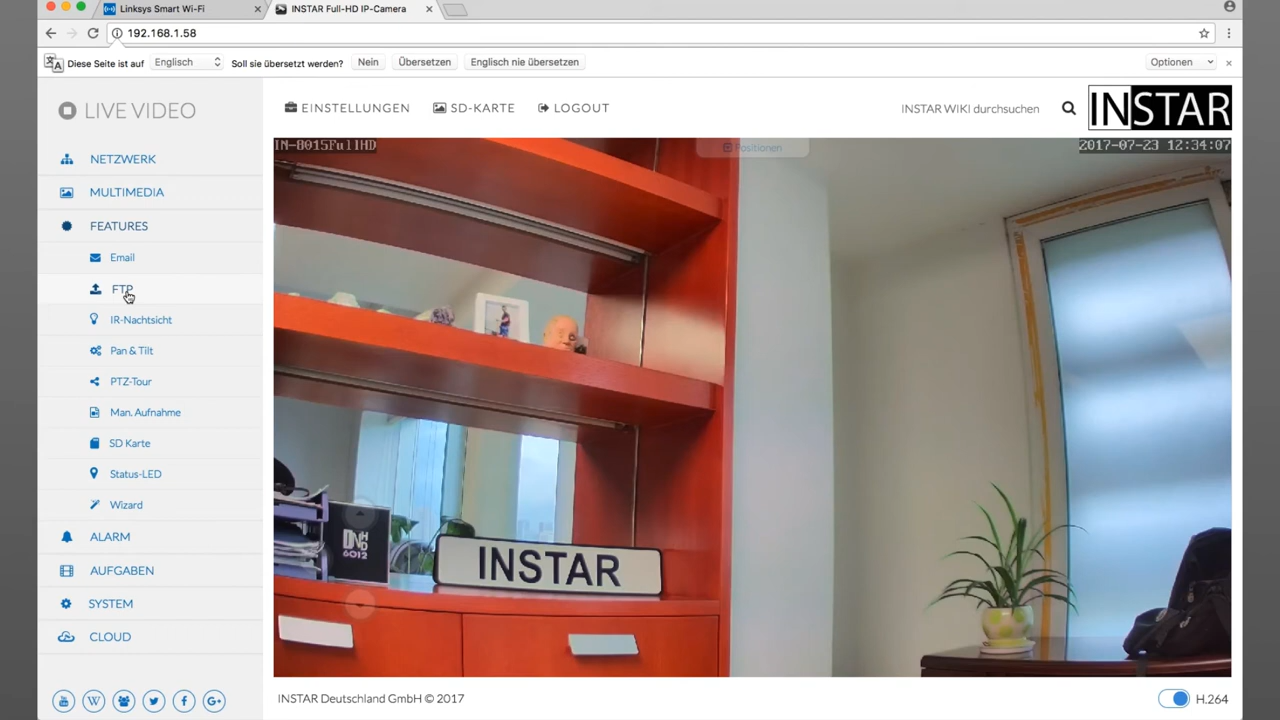 Linksys Smart Wi-Fi
INSTAR Full-HD IP-Camera
192.168.1.58
Diese Seite ist auf
Englisch
Soll sie übersetzt werden?
Nein
Übersetzen
Englisch nie übersetzen
Optionen
LIVE VIDEO
EINSTELLUNGEN
SD-KARTE
LOGOUT
INSTAR WIKI durchsuchen
INSTAR
NETZWERK
MULTIMEDIA
FEATURES
Email
FTP
IR-Nachtsicht
Pan & Tilt
PTZ-Tour
Man. Aufnahme
SD Karte
Status-LED
Wizard
ALARM
AUFGABEN
SYSTEM
CLOUD
IN-8015FullHD
Positionen
2017-07-23 12:34:07
DNHD
6012
INSTAR
INSTAR Deutschland GmbH © 2017
H.264